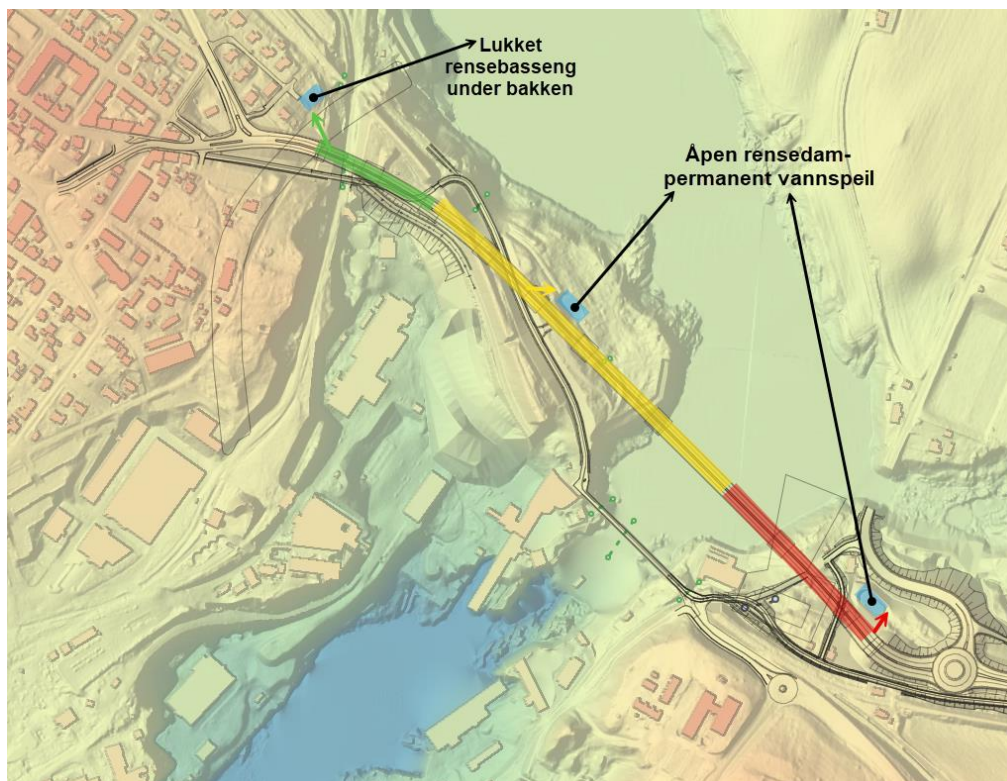 Lukket
rensebasseng
under bakken
Åpen rensedam-
permanent vannspeil